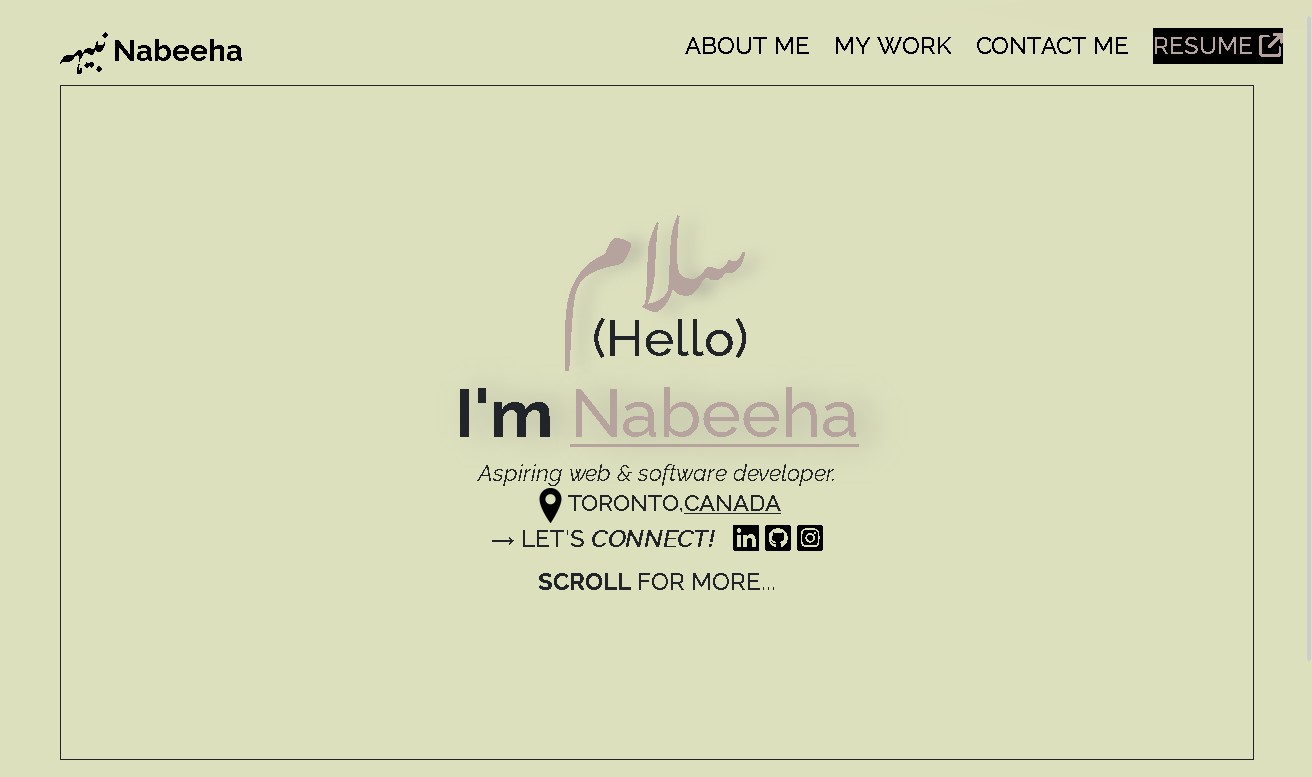 نبیہہ Nabeeha
ABOUT ME MY WORK CONTACT ME RESUME
سلام
(Hello)
I'm Nabeeha
Aspiring web & software developer.
TORONTO,CANADA
→ LET'S CONNECT! in
SCROLL FOR MORE...